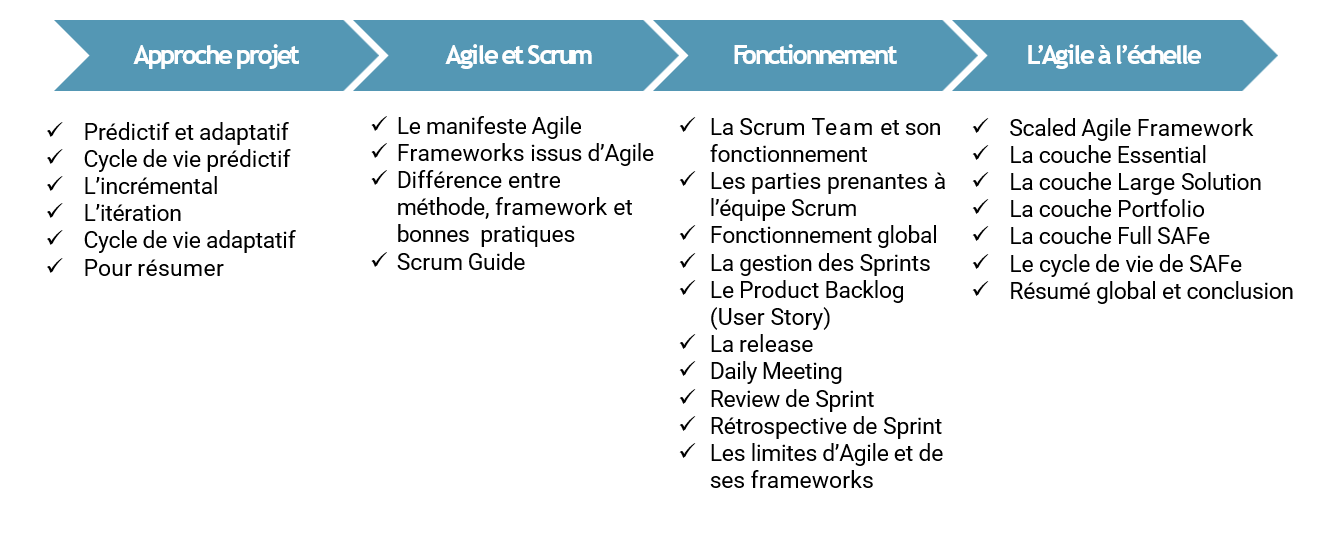 Approche projet
Agile et Scrum
Fonctionnement
L’Agile à l’échelle
✓ Prédictif et adaptatif
✓ Cycle de vie prédictif
✓ L’incrémental
✓ L’itération
✓ Cycle de vie adaptatif
✓ Pour résumer
✓ Le manifeste Agile
✓ Frameworks issus d’Agile
✓ Différence entre
méthode, framework et
bonnes pratiques
✓ Scrum Guide
✓ La Scrum Team et son
fonctionnement
✓ Les parties prenantes à
l’équipe Scrum
✓ Fonctionnement global
✓ La gestion des Sprints
✓ Le Product Backlog
(User Story)
✓ La release
✓ Daily Meeting
✓ Review de Sprint
✓ Rétrospective de Sprint
✓ Les limites d’Agile et de
ses frameworks
✓ Scaled Agile Framework
✓ La couche Essential
✓ La couche Large Solution
✓ La couche Portfolio
✓ La couche Full SAFe
✓ Le cycle de vie de SAFe
✓ Résumé global et conclusion